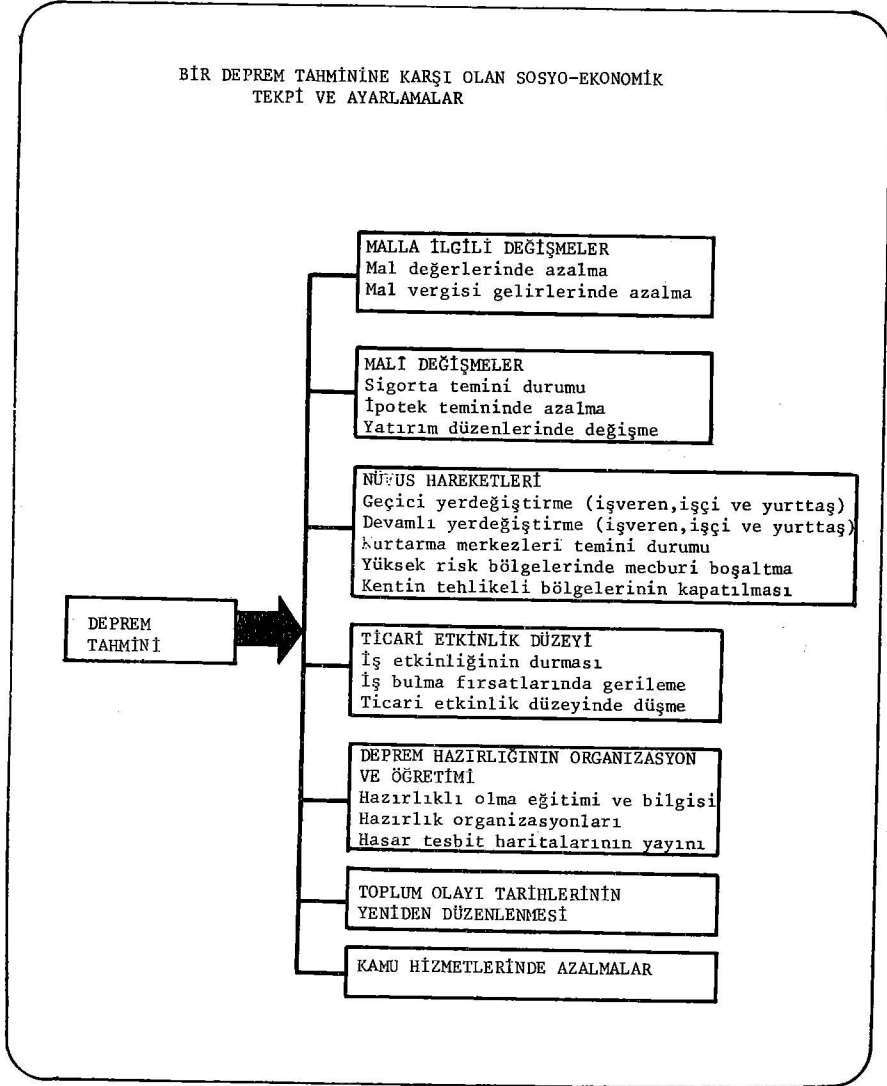 BİR DEPREM TAHMİNİNE KARŞI OLAN SOSYO-EKONOMİK
TEKPİ VE AYARLAMALAR
MALLA İLGİLİ DEĞİŞMELER
Mal değerlerinde azalma
Mal vergisi gelirlerinde azalma
MALİ DEĞİŞMELER
Sigorta temini durumu
İpotek temininde azalma
Yatırım düzenlerinde değişme
NÜFUS HAREKETLERİ
Geçici yerdeğiştirme (işveren,işçi ve yurttaş)
Devamlı yerdeğiştirme (işveren,işçi ve yurttaş)
Kurtarma merkezleri temini durumu
Yüksek risk bölgelerinde mecburi boşaltma
Kentin tehlikeli bölgelerinin kapatılması
DEPREM
TAHMİNİ
TİCARİ ETKİNLİK DÜZEYİ
İş etkinliğinin durması
İş bulma fırsatlarında gerileme
Ticari etkinlik düzeyinde düşme
DEPREM HAZIRLIĞININ ORGANIZASYON
VE ÖĞRETİMİ
Hazırlıklı olma eğitimi ve bilgisi
Hazırlık organizasyonları
Hasar tesbit haritalarının yayını
TOPLUM OLAYI TARİHLERİNİN
YENİDEN DÜZENLENMESİ
KAMU HİZMETLERİNDE AZALMALAR